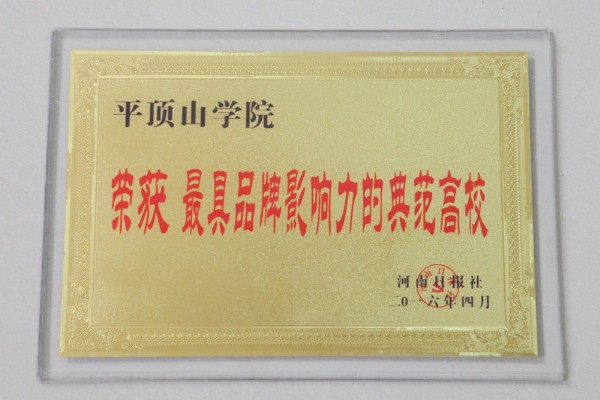 平顶山学院
荣获 最具品牌影响力的典范高校
河南日报社
二〇一六年四月